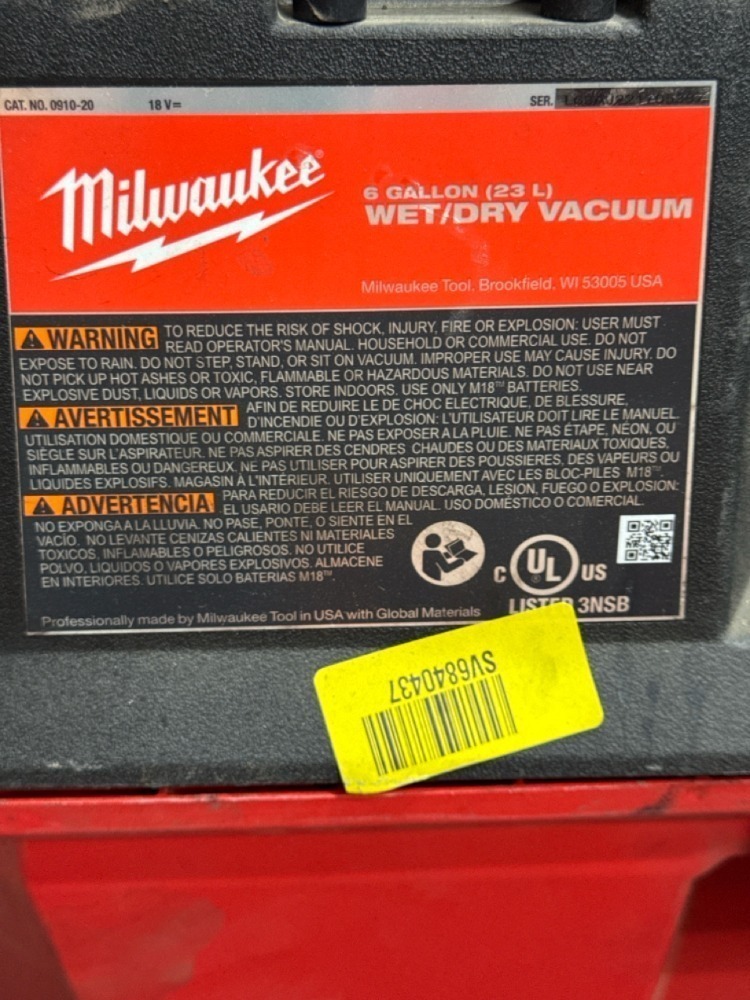 CAT. NO. 0910-20 18 V⎓ SER.
Milwaukee®
6 GALLON (23 L)
WET/DRY VACUUM
Milwaukee Tool. Brookfield, WI 53005 USA
⚠ WARNING TO REDUCE THE RISK OF SHOCK, INJURY, FIRE OR EXPLOSION: USER MUST
READ OPERATOR'S MANUAL. HOUSEHOLD OR COMMERCIAL USE. DO NOT
EXPOSE TO RAIN. DO NOT STEP, STAND, OR SIT ON VACUUM. IMPROPER USE MAY CAUSE INJURY. DO
NOT PICK UP HOT ASHES OR TOXIC, FLAMMABLE OR HAZARDOUS MATERIALS. DO NOT USE NEAR
EXPLOSIVE DUST, LIQUIDS OR VAPORS. STORE INDOORS. USE ONLY M18™ BATTERIES.
⚠ AVERTISSEMENT AFIN DE REDUIRE LE DE CHOC ELECTRIQUE, DE BLESSURE,
D'INCENDIE OU D'EXPLOSION: L'UTILISATEUR DOIT LIRE LE MANUEL.
UTILISATION DOMESTIQUE OU COMMERCIALE. NE PAS EXPOSER A LA PLUIE. NE PAS ÉTAPE, NÉON, OU
SIÈGLE SUR L'ASPIRATEUR. NE PAS ASPIRER DES CENDRES CHAUDES OU DES MATERIAUX TOXIQUES,
INFLAMMABLES OU DANGEREUX. NE PAS UTILISER POUR ASPIRER DES POUSSIERES, DES VAPEURS OU
LIQUIDES EXPLOSIFS. MAGASIN À L'INTÉRIEUR. UTILISER UNIQUEMENT AVEC LES BLOC-PILES M18™.
⚠ ADVERTENCIA PARA REDUCIR EL RIESGO DE DESCARGA, LESION, FUEGO O EXPLOSION:
EL USARIO DEBE LEER EL MANUAL. USO DOMÉSTICO O COMERCIAL.
NO EXPONGA A LA LLUVIA. NO PASE, PONTE, O SIENTE EN EL
VACÍO. NO LEVANTE CENIZAS CALIENTES NI MATERIALES
TOXICOS, INFLAMABLES O PELIGROSOS. NO UTILICE
POLVO, LIQUIDOS O VAPORES EXPLOSIVOS. ALMACENE
EN INTERIORES. UTILICE SOLO BATERIAS M18™.
C UL US
LISTED 3NSB
Professionally made by Milwaukee Tool in USA with Global Materials
SV6840437